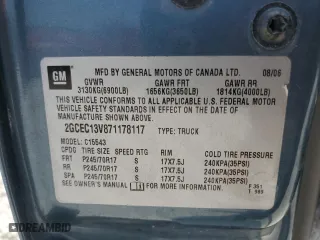 GM
MFD BY GENERAL MOTORS OF CANADA LTD. 08/06
GVWR GAWR FRT GAWR RR
3130KG(6900LB) 1656KG(3650LB) 1814KG(4000LB)
THIS VEHICLE CONFORMS TO ALL APPLICABLE U.S. FEDERAL
MOTOR VEHICLE SAFETY AND THEFT PREVENTION STANDARDS
IN EFFECT ON THE DATE OF MANUFACTURE SHOWN ABOVE.
2GCEC13V871178117 TYPE: TRUCK
MODEL: C15543
CPDG TIRE SIZE SPEED RTG RIM COLD TIRE PRESSURE
FRT P245/70R17 S 17X7.5J 240KPA(35PSI)
RR P245/70R17 S 17X7.5J 240KPA(35PSI)
SPA P245/70R17 S 17X7.5J 240KPA(35PSI)
SEE OWNER'S MANUAL FOR MORE INFORMATION.